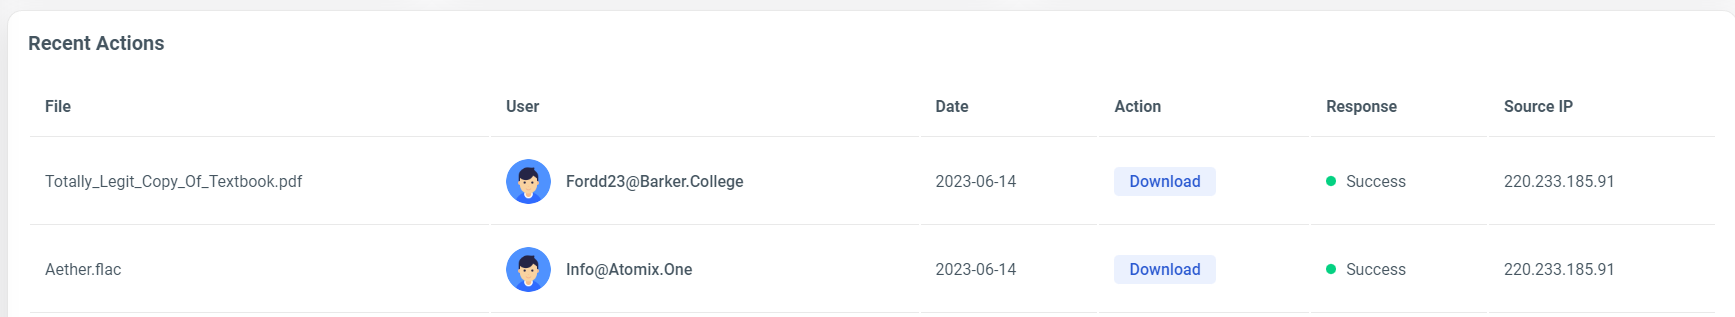 Recent Actions
File User Date Action Response Source IP
Totally_Legit_Copy_Of_Textbook.pdf Fordd23@Barker.College 2023-06-14 Download Success 220.233.185.91
Aether.flac Info@Atomix.One 2023-06-14 Download Success 220.233.185.91